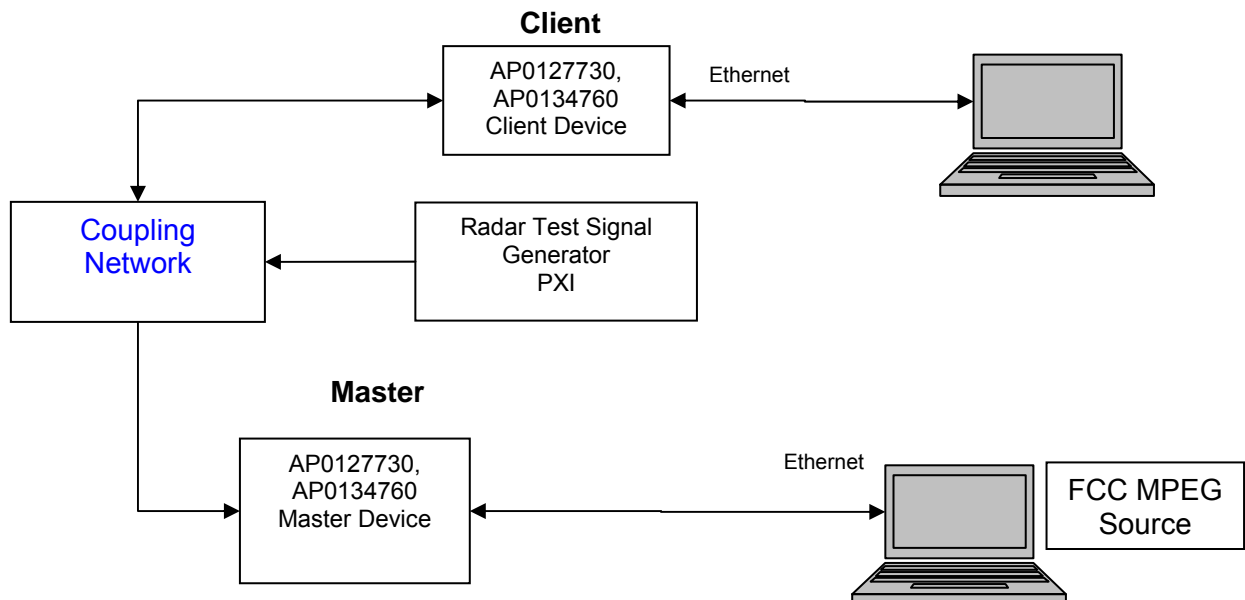 Client
AP0127730,
AP0134760
Client Device
Ethernet
Coupling
Network
Radar Test Signal
Generator
PXI
Master
AP0127730,
AP0134760
Master Device
Ethernet
FCC MPEG
Source